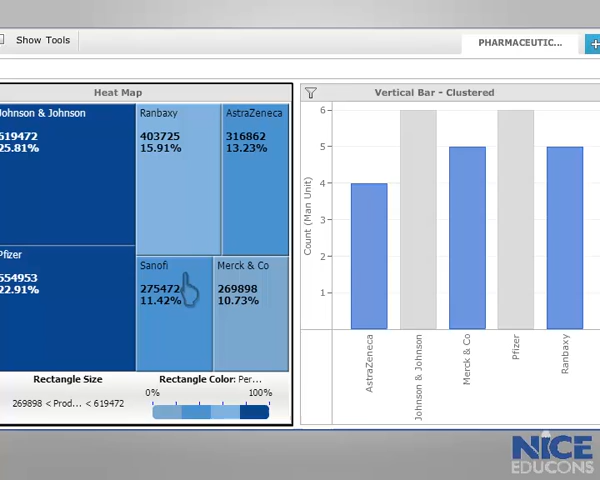 Show Tools
PHARMACEUTIC...
+
Heat Map
Johnson & Johnson
619472
25.81%
Ranbaxy
403725
15.91%
AstraZeneca
316862
13.23%
Pfizer
554953
22.91%
Sanofi
275472
11.42%
Merck & Co
269898
10.73%
Rectangle Size
269898 < Prod... < 619472
Rectangle Color: Per...
0% 100%
Vertical Bar - Clustered
Count (Man Unit)
6
5
4
3
2
1
AstraZeneca
Johnson & Johnson
Merck & Co
Pfizer
Ranbaxy
NICE
EDUCONS